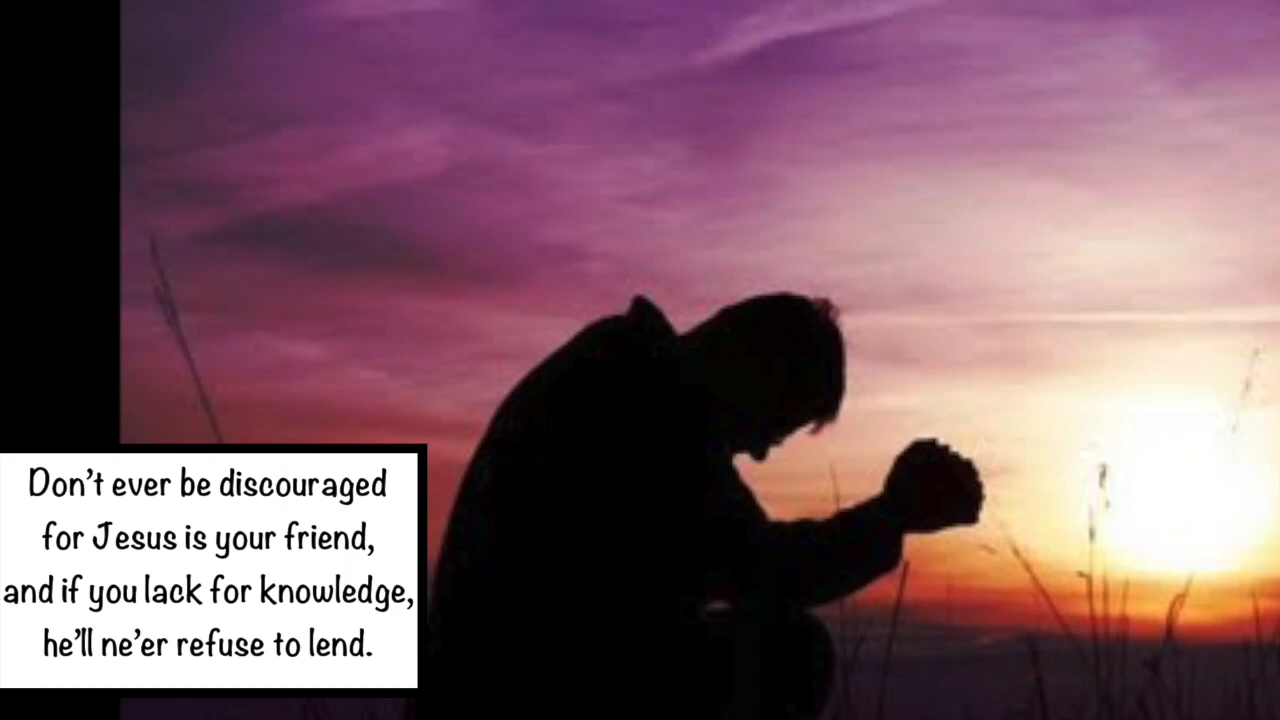 Don't ever be discouraged
for Jesus is your friend,
and if you lack for knowledge,
he'll ne'er refuse to lend.